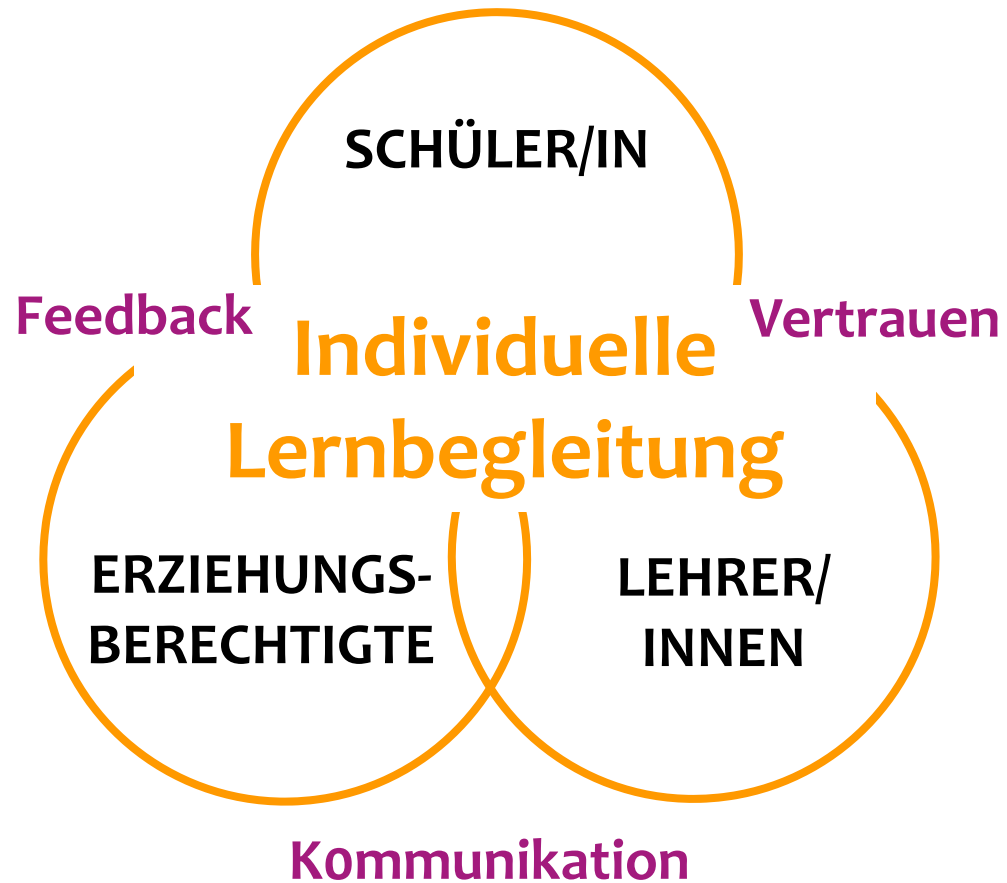 SCHÜLER/IN
Feedback
Vertrauen
Individuelle
Lernbegleitung
ERZIEHUNGS-
BERECHTIGTE
LEHRER/
INNEN
K0mmunikation